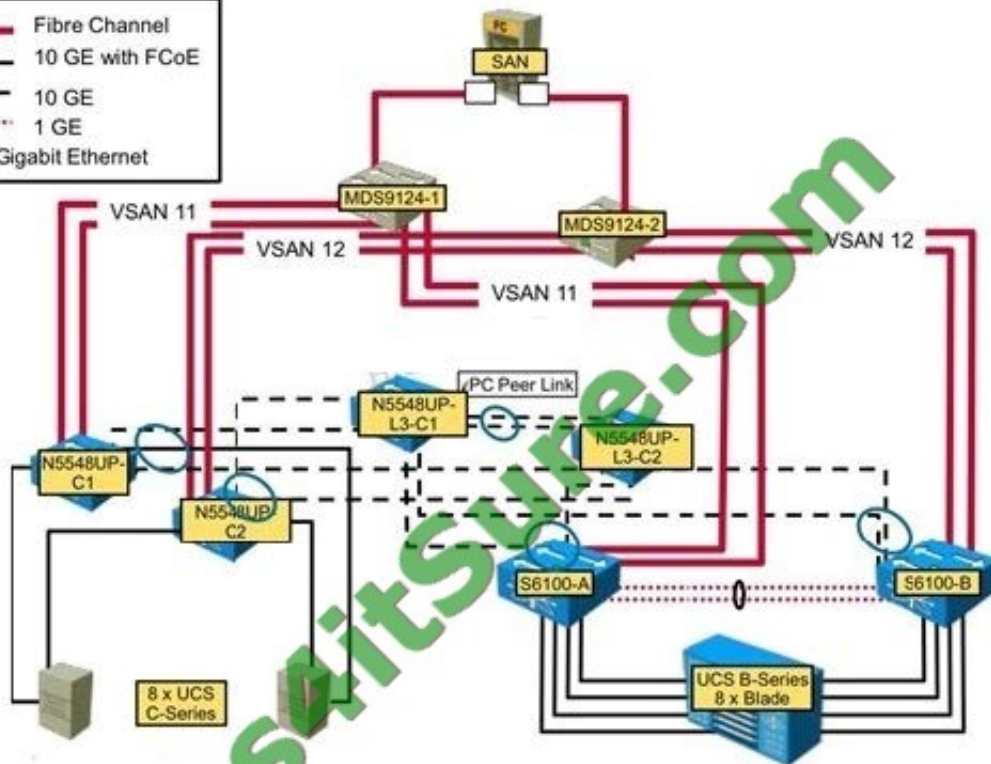 Fibre Channel
10 GE with FCoE
10 GE
1 GE
Gigabit Ethernet
FC
SAN
MDS9124-1
MDS9124-2
VSAN 11
VSAN 12
VSAN 12
VSAN 11
PC Peer Link
N5548UP-
L3-C1
N5548UP-
L3-C2
N5548UP-
C1
N5548UP
C2
S6100-A
S6100-B
8 x UCS
C-Series
UCS B-Series
8 x Blade
s4itSure.com